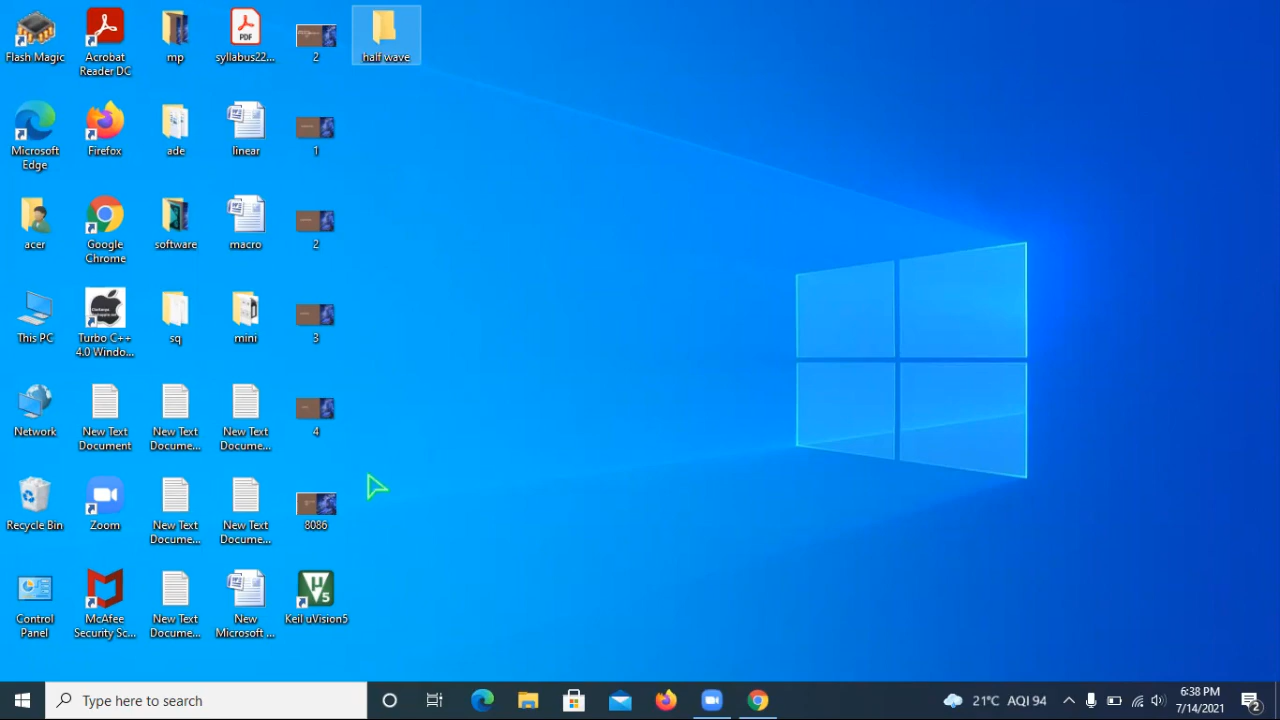 Flash Magic
Acrobat
Reader DC
mp
syllabus22...
2
half wave
Microsoft
Edge
Firefox
ade
linear
1
acer
Google
Chrome
software
macro
2
This PC
Turbo C++
4.0 Windo...
sq
mini
3
Network
New Text
Document
New Text
Docume...
New Text
Docume...
4
Recycle Bin
Zoom
New Text
Docume...
New Text
Docume...
8086
Control
Panel
McAfee
Security Sc...
New Text
Docume...
New
Microsoft ...
Keil uVision5
Type here to search
21°C AQI 94
6:38 PM
7/14/2021
2